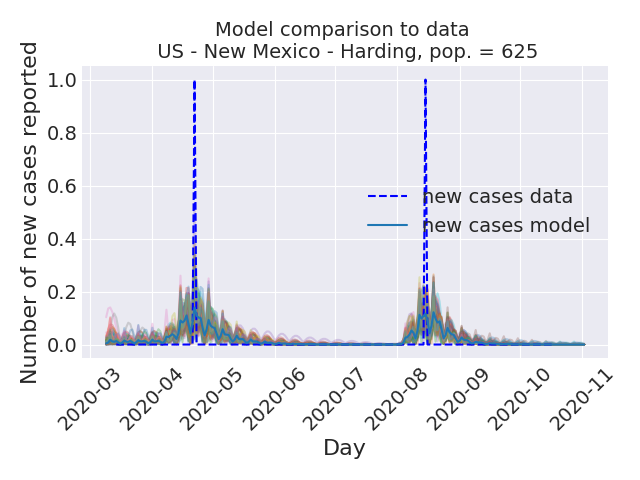 Model comparison to data
US - New Mexico - Harding, pop. = 625
Number of new cases reported
1.0
0.8
0.6
0.4
0.2
0.0
new cases data
new cases model
2020-03
2020-04
2020-05
2020-06
2020-07
2020-08
2020-09
2020-10
2020-11
Day